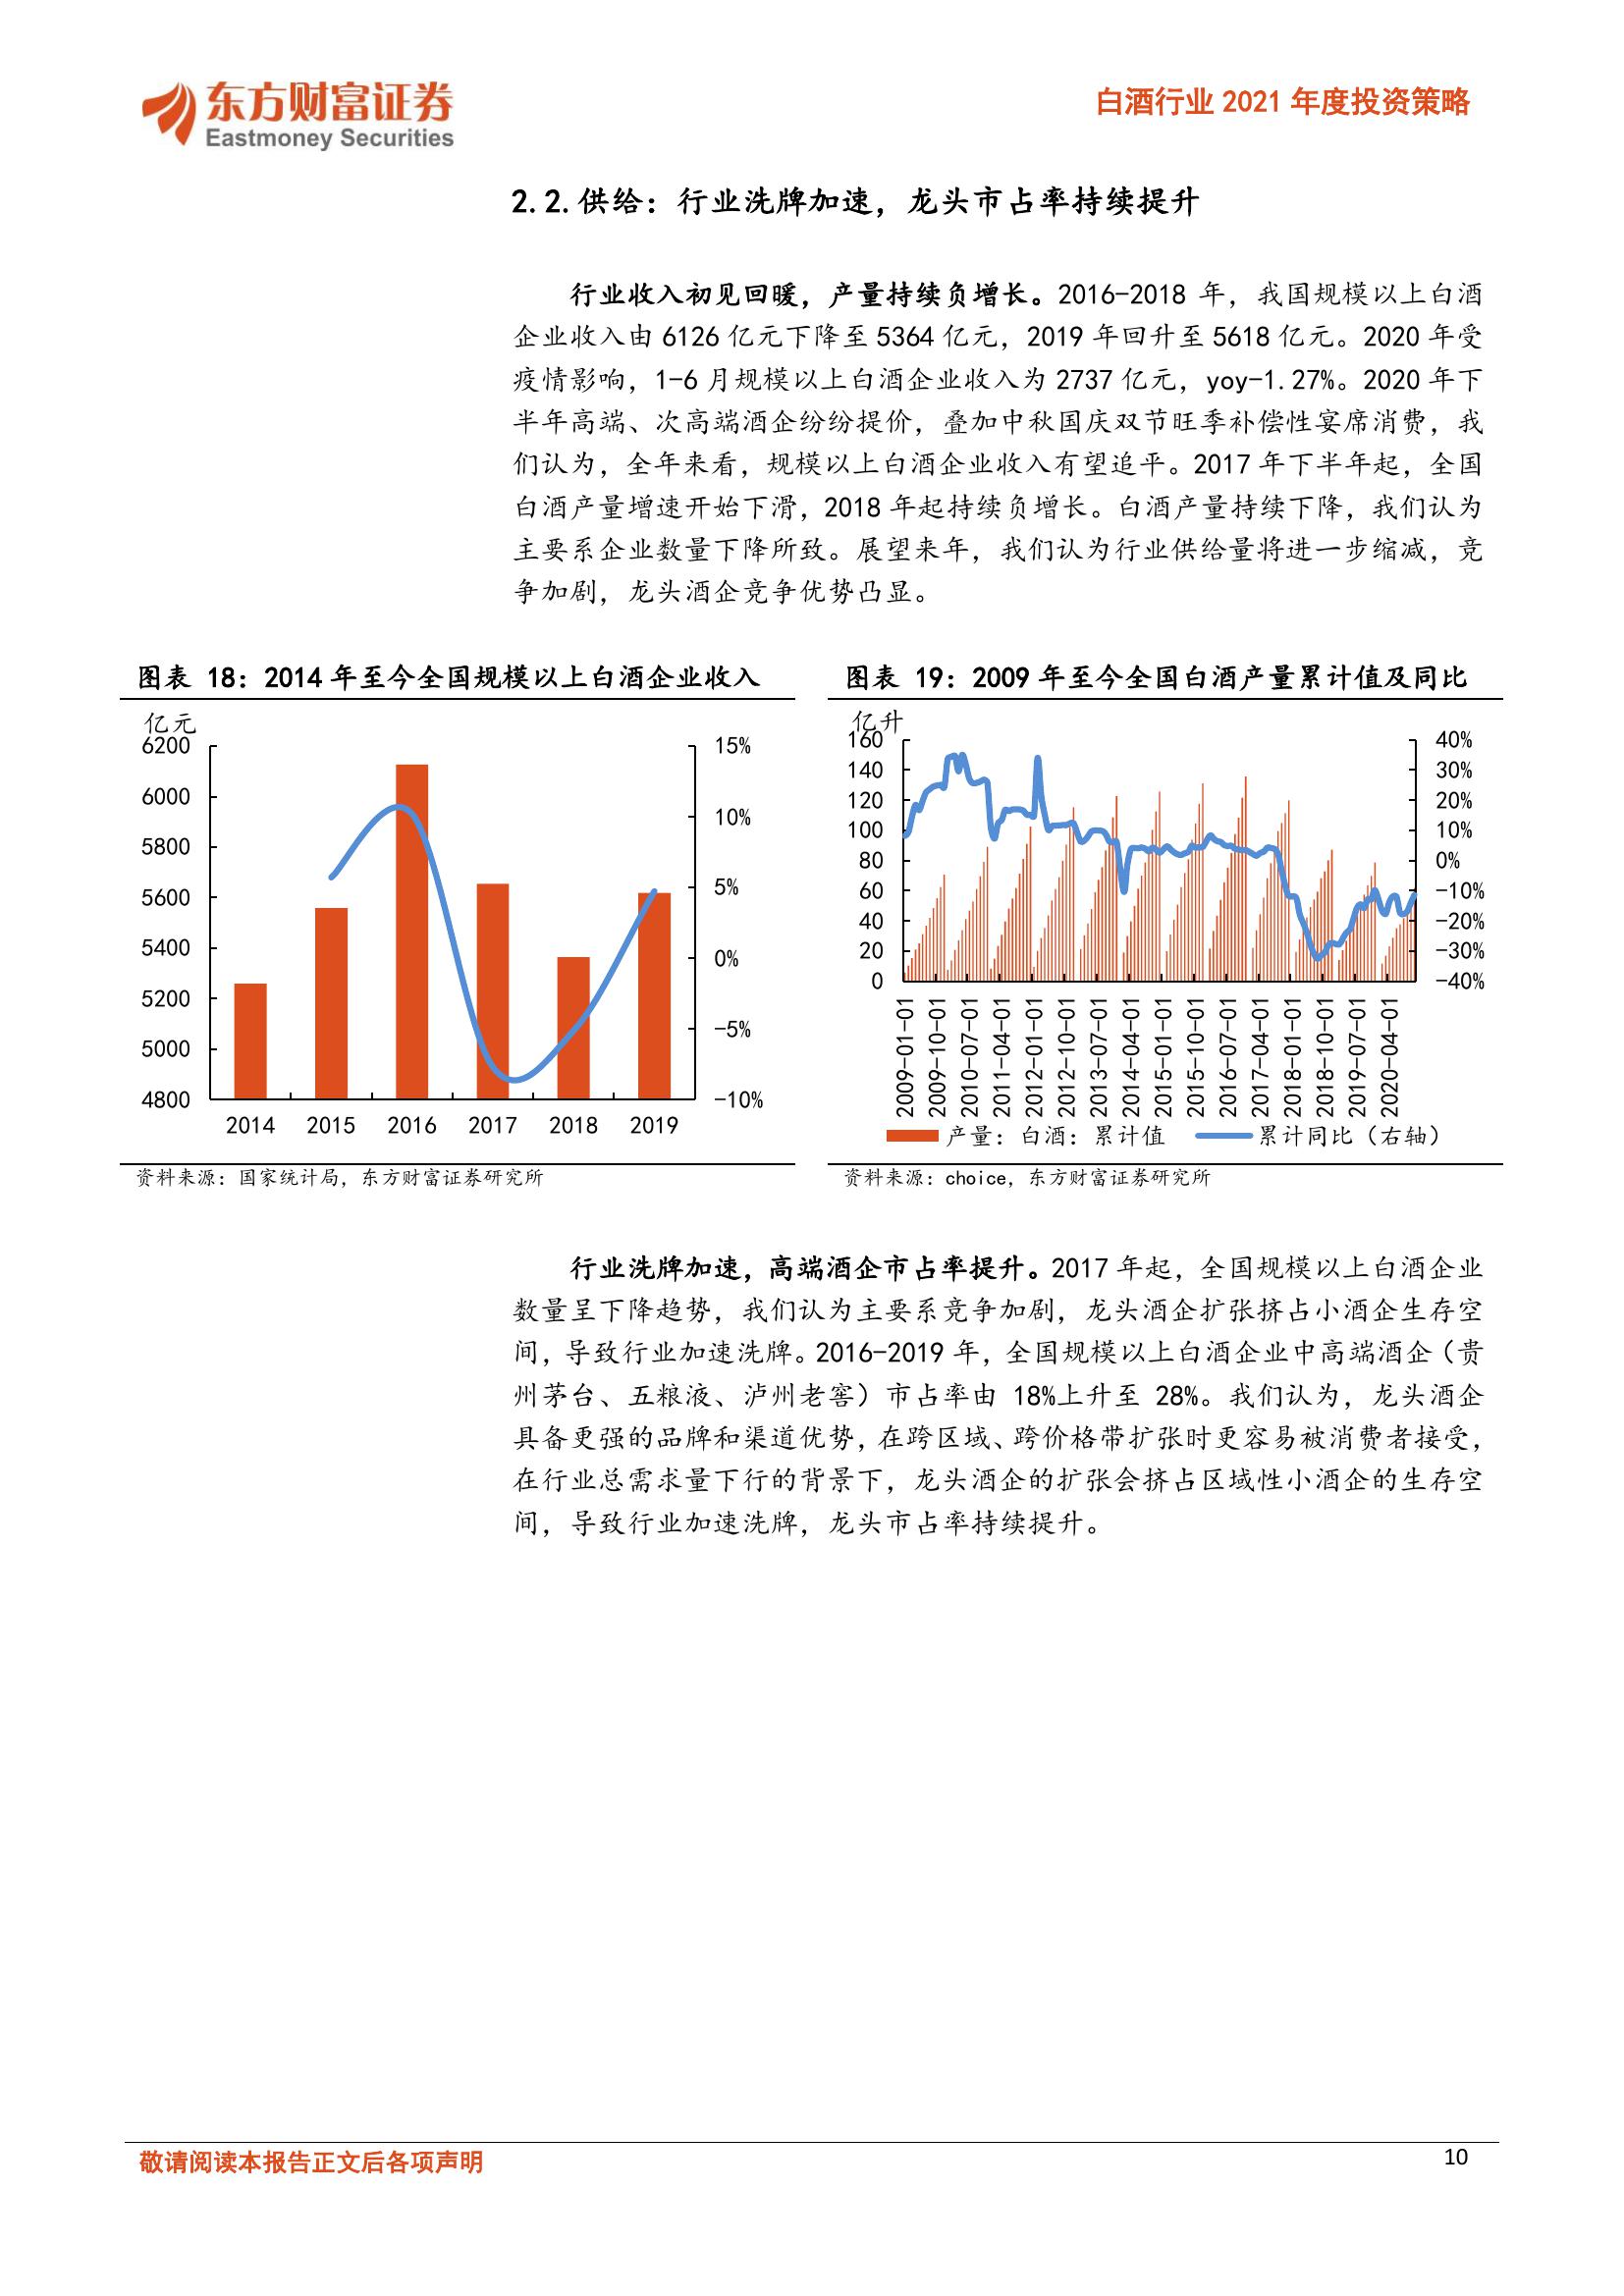 东方财富证券
Eastmoney Securities
白酒行业 2021 年度投资策略
2.2.供给：行业洗牌加速，龙头市占率持续提升
行业收入初见回暖，产量持续负增长。2016-2018 年，我国规模以上白酒
企业收入由 6126 亿元下降至 5364 亿元，2019 年回升至 5618 亿元。2020 年受
疫情影响，1-6 月规模以上白酒企业收入为 2737 亿元，yoy-1.27%。2020 年下
半年高端、次高端酒企纷纷提价，叠加中秋国庆双节旺季补偿性宴席消费，我
们认为，全年来看，规模以上白酒企业收入有望追平。2017 年下半年起，全国
白酒产量增速开始下滑，2018 年起持续负增长。白酒产量持续下降，我们认为
主要系企业数量下降所致。展望来年，我们认为行业供给量将进一步缩减，竞
争加剧，龙头酒企竞争优势凸显。
图表 18：2014 年至今全国规模以上白酒企业收入
亿元
6200
6000
5800
5600
5400
5200
5000
4800
15%
10%
5%
0%
-5%
-10%
2014 2015 2016 2017 2018 2019
资料来源：国家统计局，东方财富证券研究所
图表 19：2009 年至今全国白酒产量累计值及同比
亿升
160
140
120
100
80
60
40
20
0
40%
30%
20%
10%
0%
-10%
-20%
-30%
-40%
2009-01-01
2009-10-01
2010-07-01
2011-04-01
2012-01-01
2012-10-01
2013-07-01
2014-04-01
2015-01-01
2015-10-01
2016-07-01
2017-04-01
2018-01-01
2018-10-01
2019-07-01
2020-04-01
产量：白酒：累计值 累计同比（右轴）
资料来源：choice，东方财富证券研究所
行业洗牌加速，高端酒企市占率提升。2017 年起，全国规模以上白酒企业
数量呈下降趋势，我们认为主要系竞争加剧，龙头酒企扩张挤占小酒企生存空
间，导致行业加速洗牌。2016-2019 年，全国规模以上白酒企业中高端酒企（贵
州茅台、五粮液、泸州老窖）市占率由 18%上升至 28%。我们认为，龙头酒企
具备更强的品牌和渠道优势，在跨区域、跨价格带扩张时更容易被消费者接受，
在行业总需求量下行的背景下，龙头酒企的扩张会挤占区域性小酒企的生存空
间，导致行业加速洗牌，龙头市占率持续提升。
敬请阅读本报告正文后各项声明
10